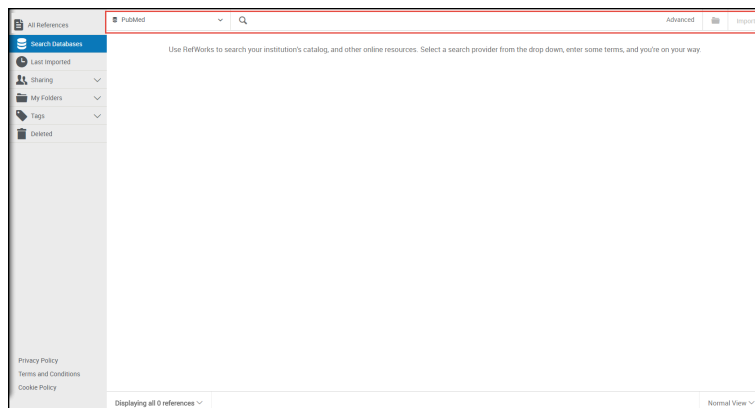 All References
Search Databases
Last Imported
Sharing
My Folders
Tags
Deleted
Privacy Policy
Terms and Conditions
Cookie Policy
PubMed
Advanced
Import
Use RefWorks to search your institution's catalog, and other online resources. Select a search provider from the drop down, enter some terms, and you're on your way.
Displaying all 0 references
Normal View